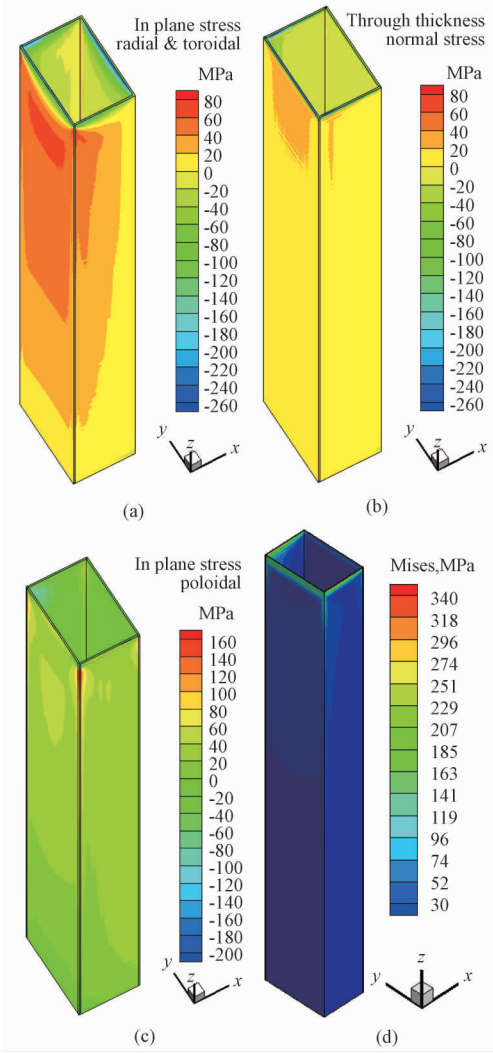 In plane stress
radial & toroidal
MPa
80
60
40
20
0
-20
-40
-60
-80
-100
-120
-140
-160
-180
-200
-220
-240
-260
y
z
x
(a)
Through thickness
normal stress
MPa
80
60
40
20
0
-20
-40
-60
-80
-100
-120
-140
-160
-180
-200
-220
-240
-260
y
z
x
(b)
In plane stress
poloidal
MPa
160
140
120
100
80
60
40
20
0
-20
-40
-60
-80
-100
-120
-140
-160
-180
-200
y
z
x
(c)
Mises,MPa
340
318
296
274
251
229
207
185
163
141
119
96
74
52
30
z
y
x
(d)